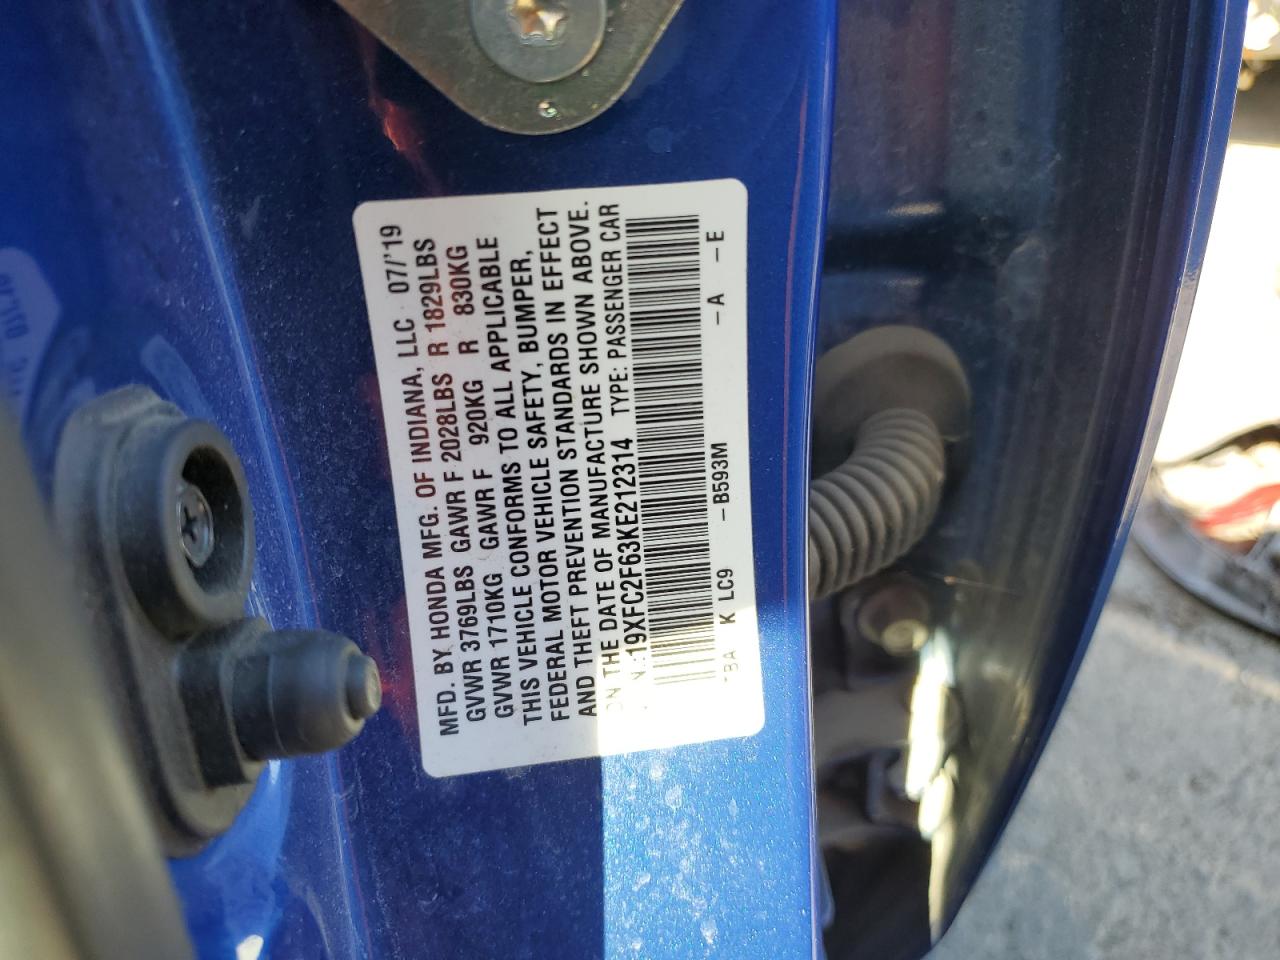 MFD. BY HONDA MFG. OF INDIANA, LLC 07/'19
GVWR 3769LBS GAWR F 2028LBS R 1829LBS
GVWR 1710KG GAWR F 920KG R 830KG
THIS VEHICLE CONFORMS TO ALL APPLICABLE
FEDERAL MOTOR VEHICLE SAFETY, BUMPER,
AND THEFT PREVENTION STANDARDS IN EFFECT
ON THE DATE OF MANUFACTURE SHOWN ABOVE.
19XFC2F63KE212314 TYPE: PASSENGER CAR
TBA K LC9 -B593M -A -E